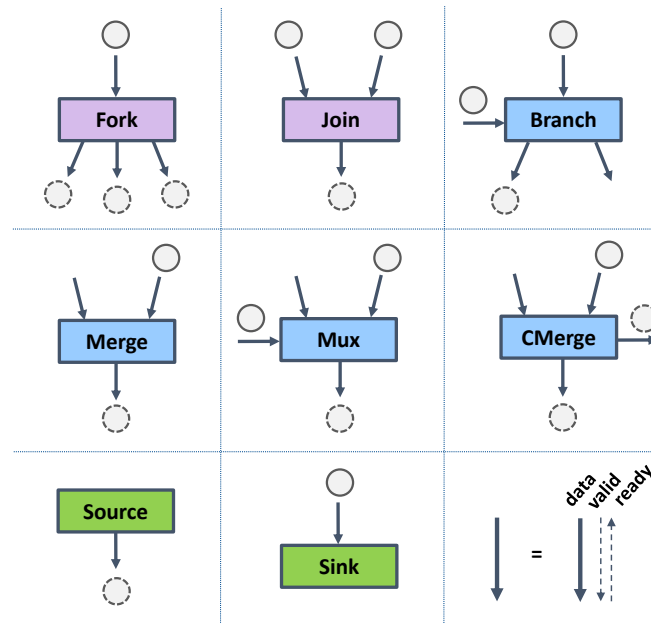 Fork
Join
Branch
Merge
Mux
CMerge
Source
Sink
=
data
valid
ready